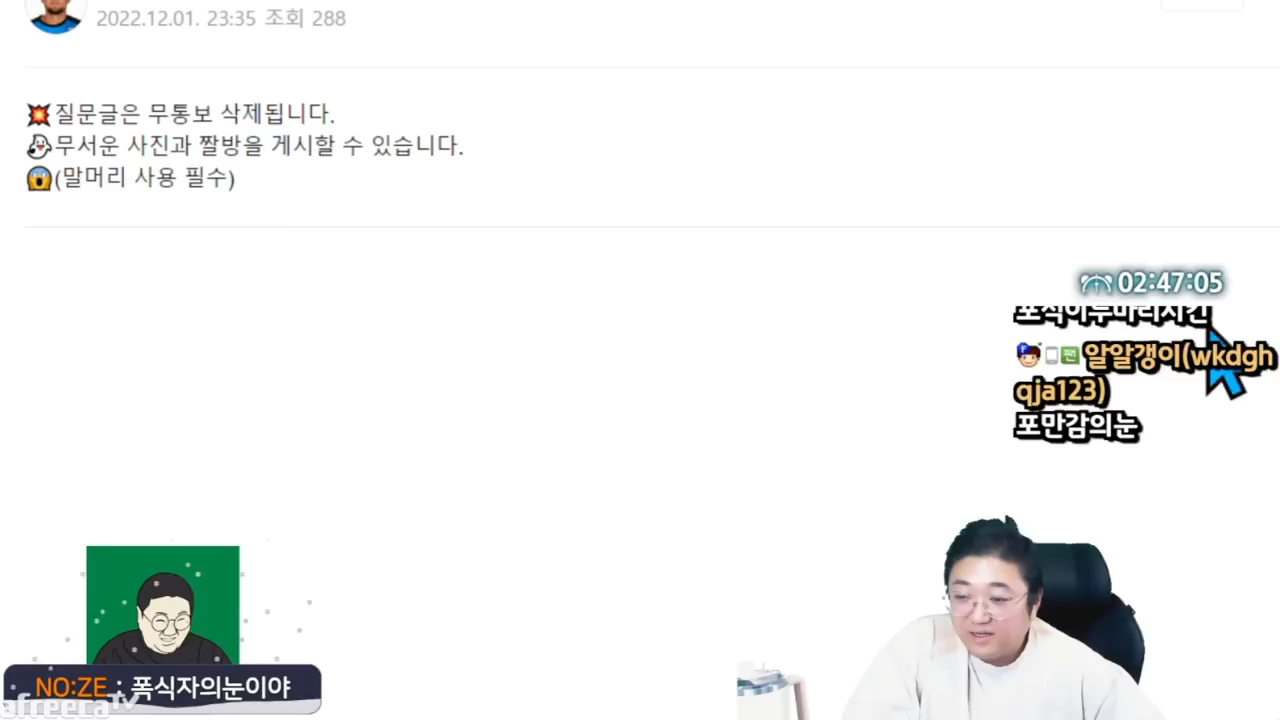 2022.12.01. 23:35 조회 288
질문글은 무통보 삭제됩니다.
무서운 사진과 짤방을 게시할 수 있습니다.
(말머리 사용 필수)
02:47:05
알알갱이(wkdgh
qja123)
포만감의눈
NO:ZE : 폭식자의눈이야
afreecaTV